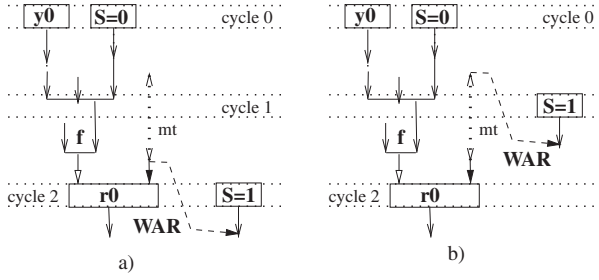 y0 S=0 cycle 0 y0 S=0 cycle 0
cycle 1 S=1
f mt f mt
WAR
cycle 2 r0 S=1 cycle 2 r0
WAR
a) b)